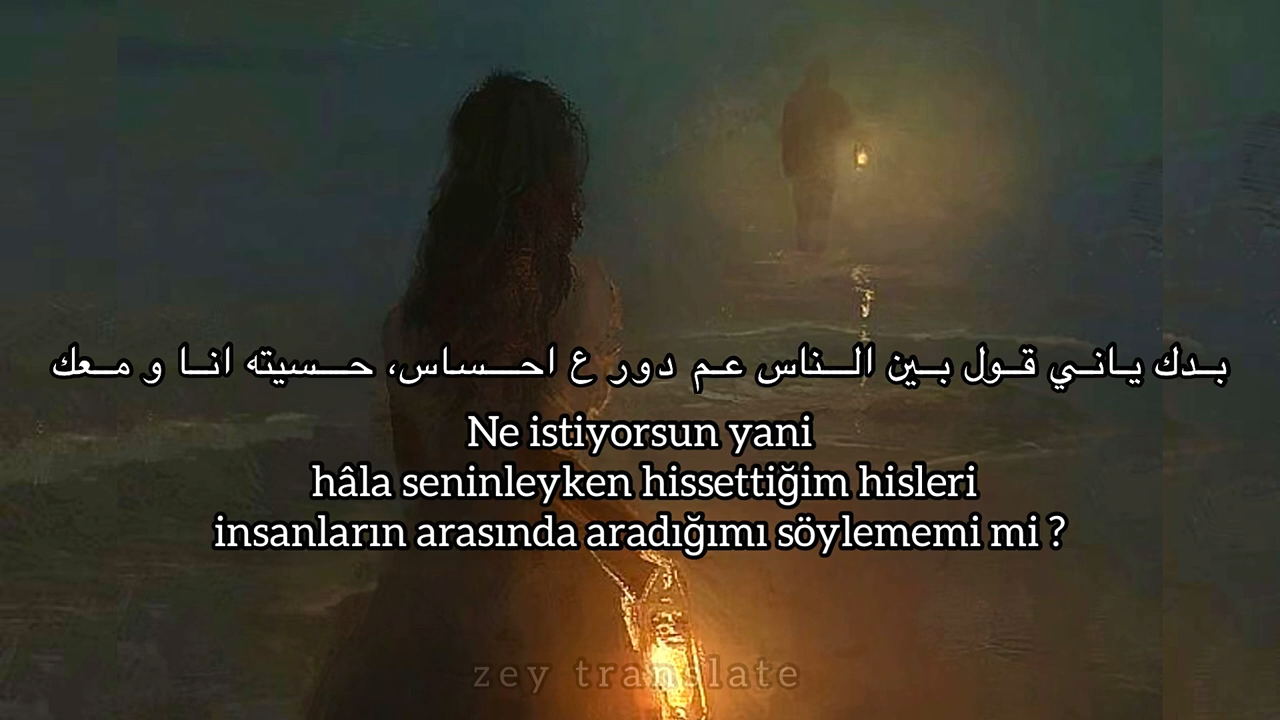 بدك ياني قول بين الناس عم دور ع احساس، حسيته انا و معك
Ne istiyorsun yani
hâla seninleyken hissettiğim hisleri
insanların arasında aradığımı söylememi mi ?
zey translate